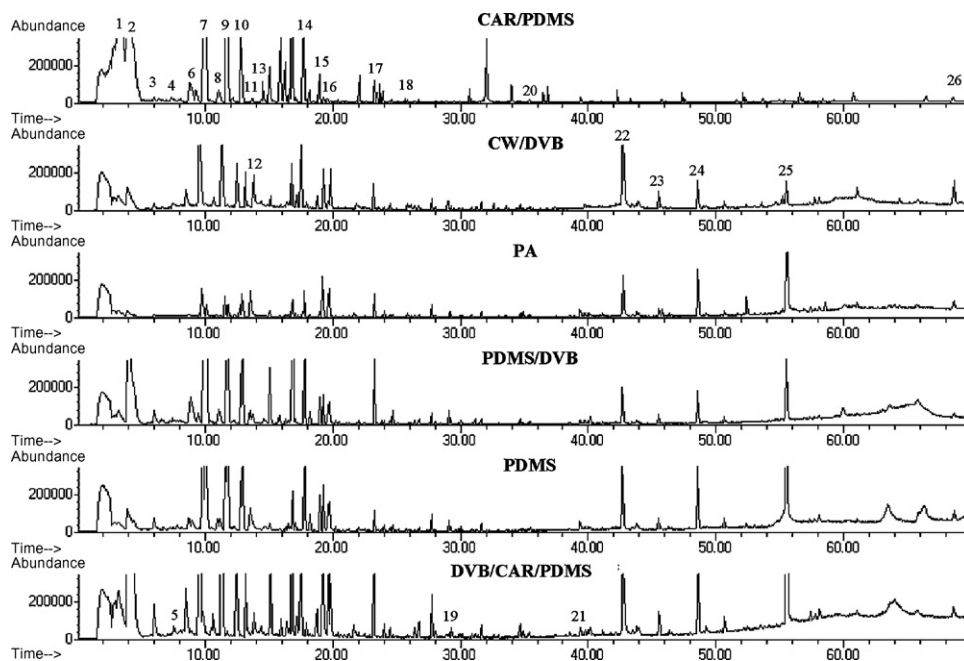 Abundance
CAR/PDMS
1 2 7 9 10 14
200000
3 4 6 8 13 11 15 16 17 18 20 26
0
Time--> 10.00 20.00 30.00 40.00 50.00 60.00
Abundance
CW/DVB
200000
12 22 23 24 25
0
Time--> 10.00 20.00 30.00 40.00 50.00 60.00
Abundance
PA
200000
0
Time--> 10.00 20.00 30.00 40.00 50.00 60.00
Abundance
PDMS/DVB
200000
0
Time--> 10.00 20.00 30.00 40.00 50.00 60.00
Abundance
PDMS
200000
0
Time--> 10.00 20.00 30.00 40.00 50.00 60.00
Abundance
DVB/CAR/PDMS
200000
5 19 21
0
Time--> 10.00 20.00 30.00 40.00 50.00 60.00